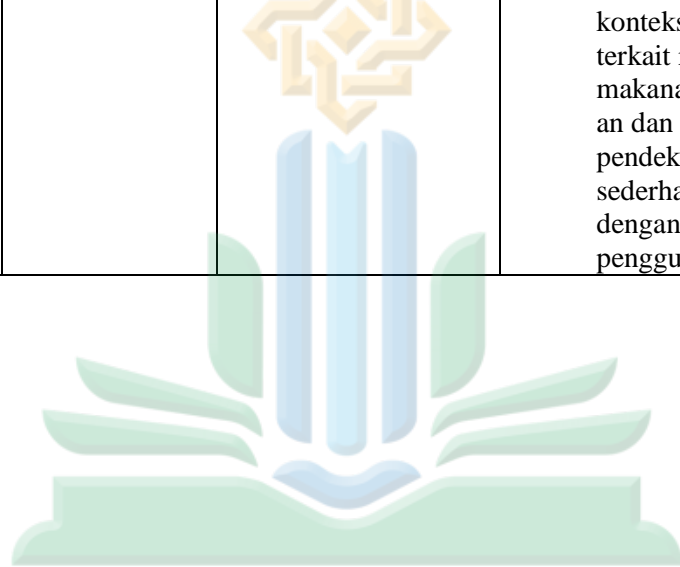 konteks
terkait
makana
an dan
pendek
sederha
dengan
penggu